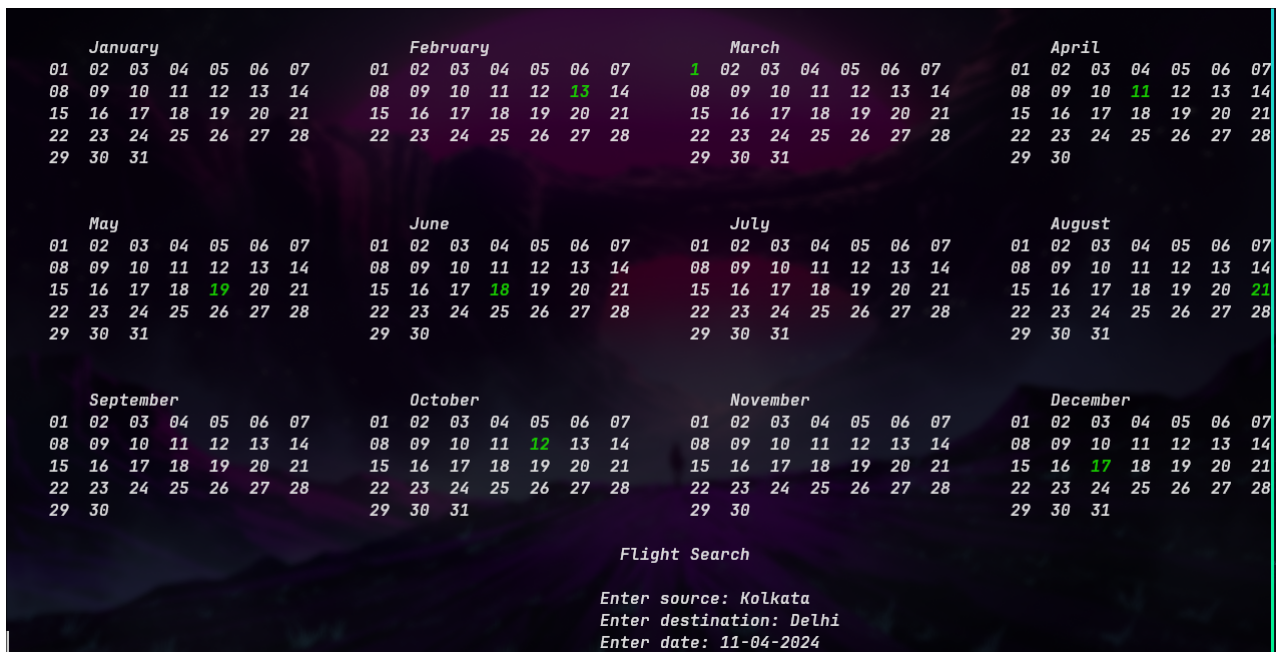 January February March April
01 02 03 04 05 06 07 01 02 03 04 05 06 07 1 02 03 04 05 06 07 01 02 03 04 05 06 07
08 09 10 11 12 13 14 08 09 10 11 12 13 14 08 09 10 11 12 13 14 08 09 10 11 12 13 14
15 16 17 18 19 20 21 15 16 17 18 19 20 21 15 16 17 18 19 20 21 15 16 17 18 19 20 21
22 23 24 25 26 27 28 22 23 24 25 26 27 28 22 23 24 25 26 27 28 22 23 24 25 26 27 28
29 30 31 29 30 31 29 30
May June July August
01 02 03 04 05 06 07 01 02 03 04 05 06 07 01 02 03 04 05 06 07 01 02 03 04 05 06 07
08 09 10 11 12 13 14 08 09 10 11 12 13 14 08 09 10 11 12 13 14 08 09 10 11 12 13 14
15 16 17 18 19 20 21 15 16 17 18 19 20 21 15 16 17 18 19 20 21 15 16 17 18 19 20 21
22 23 24 25 26 27 28 22 23 24 25 26 27 28 22 23 24 25 26 27 28 22 23 24 25 26 27 28
29 30 31 29 30 29 30 31 29 30 31
September October November December
01 02 03 04 05 06 07 01 02 03 04 05 06 07 01 02 03 04 05 06 07 01 02 03 04 05 06 07
08 09 10 11 12 13 14 08 09 10 11 12 13 14 08 09 10 11 12 13 14 08 09 10 11 12 13 14
15 16 17 18 19 20 21 15 16 17 18 19 20 21 15 16 17 18 19 20 21 15 16 17 18 19 20 21
22 23 24 25 26 27 28 22 23 24 25 26 27 28 22 23 24 25 26 27 28 22 23 24 25 26 27 28
29 30 29 30 31 29 30 29 30 31
Flight Search
Enter source: Kolkata
Enter destination: Delhi
Enter date: 11-04-2024